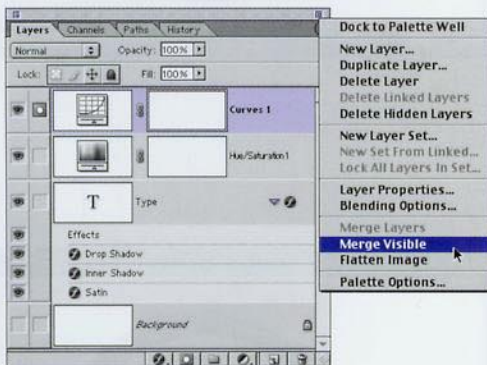 Layers Channels Paths History
Normal Opacity: 100%
Lock: Fill: 100%
Curves 1
Hue/Saturation 1
T Type
Effects
Drop Shadow
Inner Shadow
Satin
Background
Dock to Palette Well
New Layer...
Duplicate Layer...
Delete Layer
Delete Linked Layers
Delete Hidden Layers
New Layer Set...
New Set From Linked...
Lock All Layers In Set...
Layer Properties...
Blending Options...
Merge Layers
Merge Visible
Flatten Image
Palette Options...